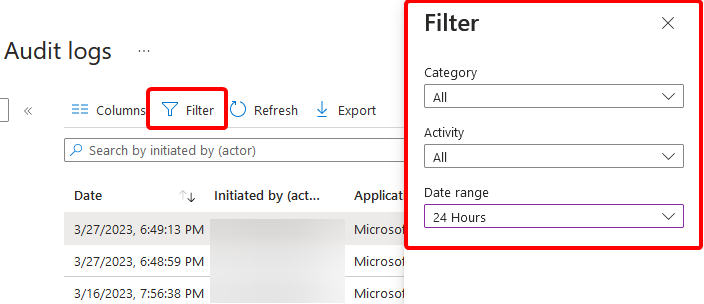 Audit logs ...
« Columns Filter Refresh Export
Search by initiated by (actor)
Date ↑↓ Initiated by (act... Applicati
3/27/2023, 6:49:13 PM Microsof
3/27/2023, 6:48:59 PM Microsof
3/16/2023, 7:56:38 PM Microsof
Filter
Category
All
Activity
All
Date range
24 Hours